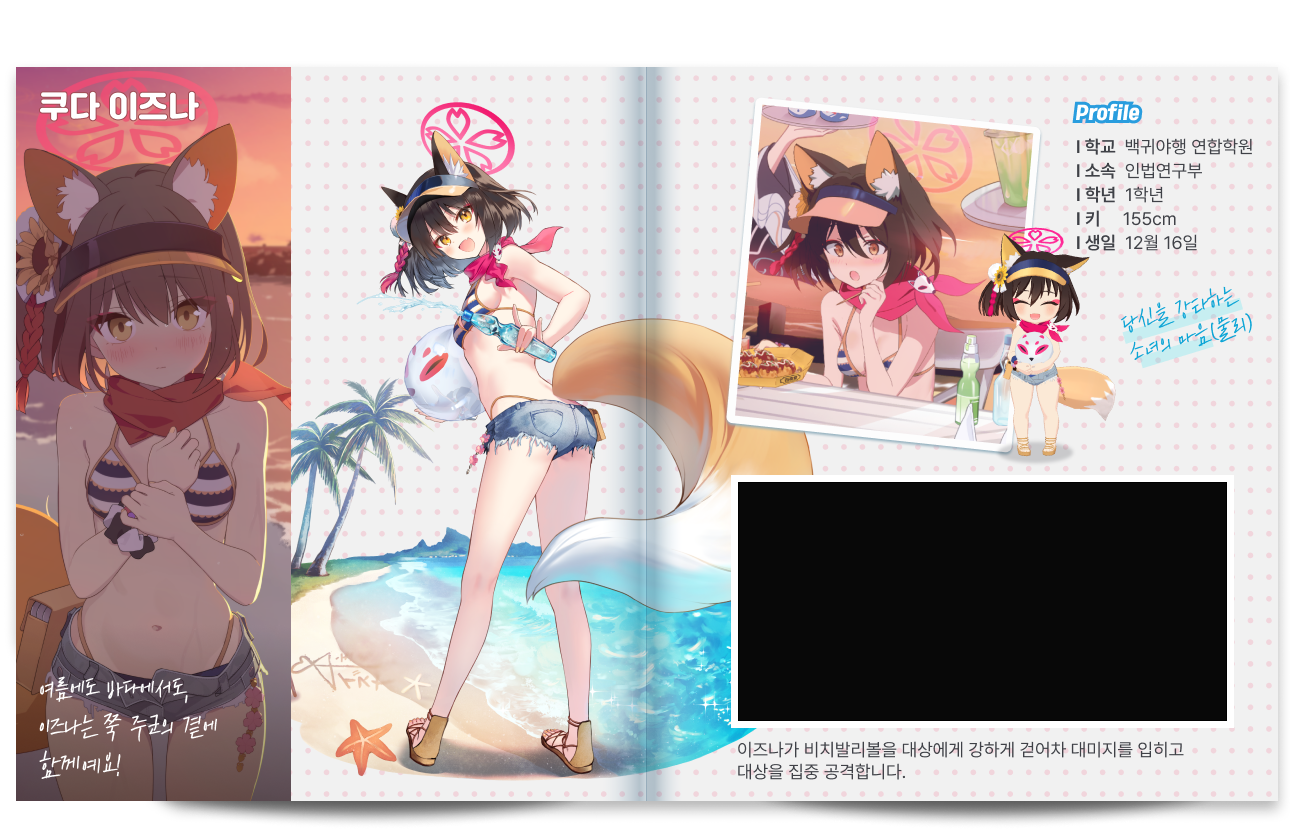 쿠다 이즈나
여름에도 바다에서도,
이즈나는 쭉 주군의 곁에
함께예요!
Profile
학교 백귀야행 연합학원
소속 인법연구부
학년 1학년
키 155cm
생일 12월 16일
당신을 강타하는
소녀의 마음(물리)
이즈나가 비치발리볼을 대상에게 강하게 걷어차 대미지를 입히고
대상을 집중 공격합니다.